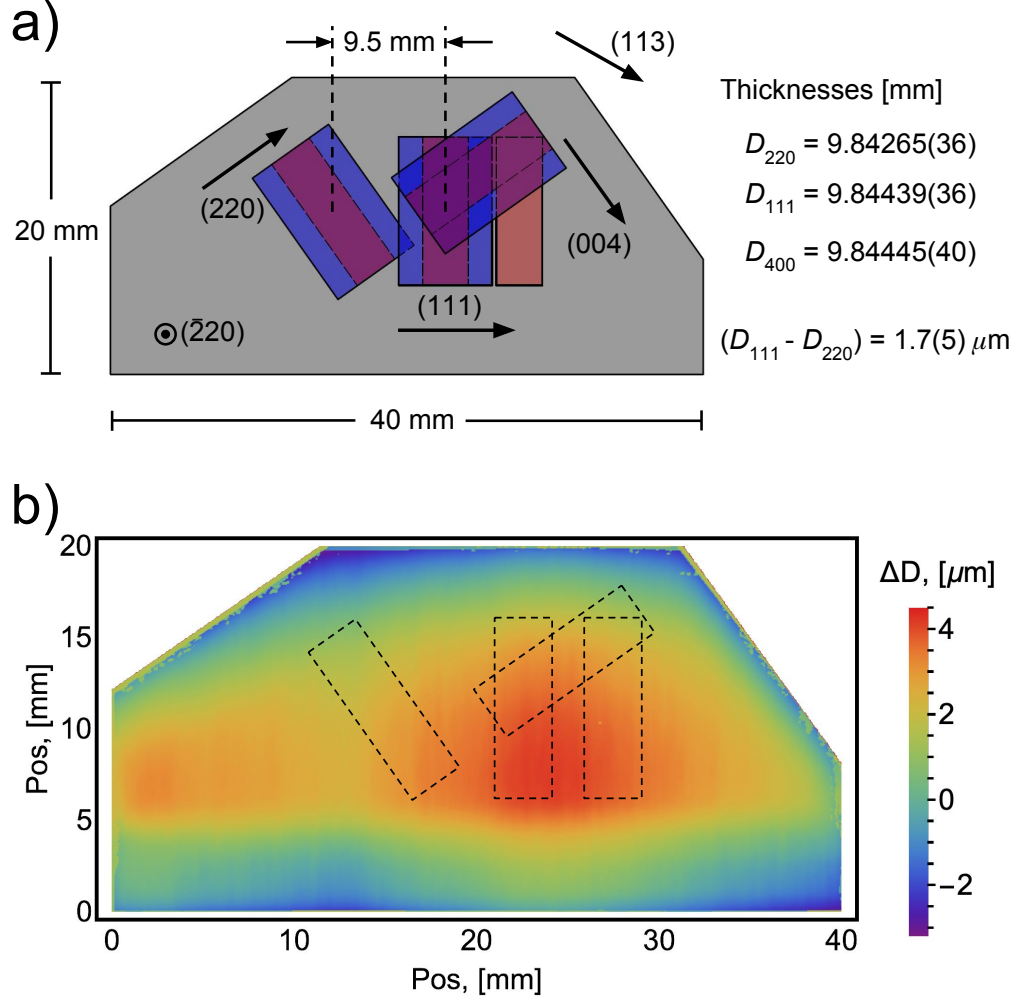 a)
9.5 mm
(113)
Thicknesses [mm]
D₂₂₀ = 9.84265(36)
(220)
D₁₁₁ = 9.84439(36)
20 mm
(004)
D₄₀₀ = 9.84445(40)
(111)
(2̄20)
(D₁₁₁ - D₂₂₀) = 1.7(5) μm
40 mm
b)
20
15
10
5
0
Pos, [mm]
0 10 20 30 40
Pos, [mm]
ΔD, [μm]
4
2
0
−2